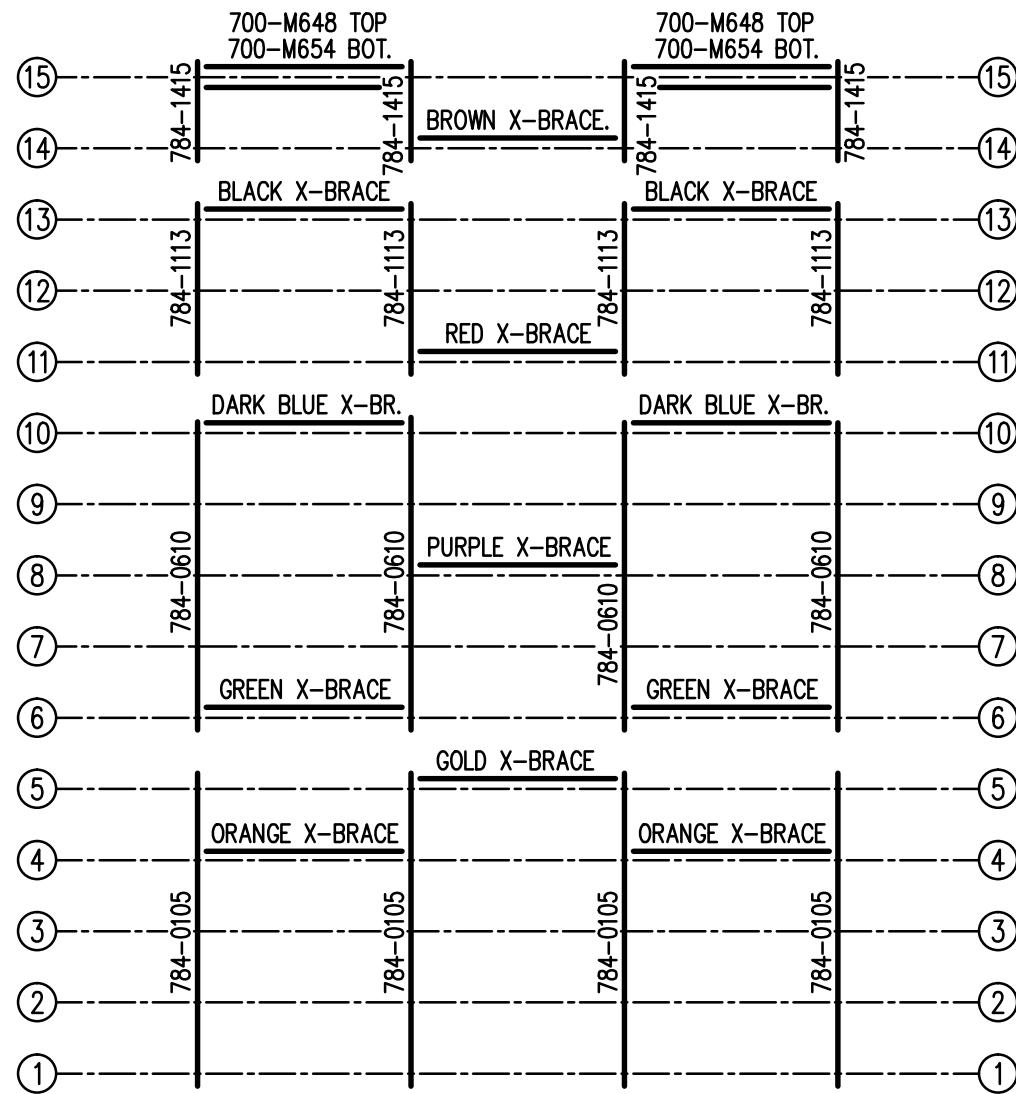 700-M648 TOP
700-M654 BOT.
700-M648 TOP
700-M654 BOT.
15
784-1415
784-1415
784-1415
784-1415
15
BROWN X-BRACE.
14
14
BLACK X-BRACE
BLACK X-BRACE
13
13
784-1113
784-1113
784-1113
784-1113
12
12
RED X-BRACE
11
11
DARK BLUE X-BR.
DARK BLUE X-BR.
10
10
9
9
784-0610
784-0610
784-0610
784-0610
PURPLE X-BRACE
8
8
7
7
GREEN X-BRACE
GREEN X-BRACE
6
6
GOLD X-BRACE
5
5
ORANGE X-BRACE
ORANGE X-BRACE
4
4
784-0105
784-0105
784-0105
784-0105
3
3
2
2
1
1